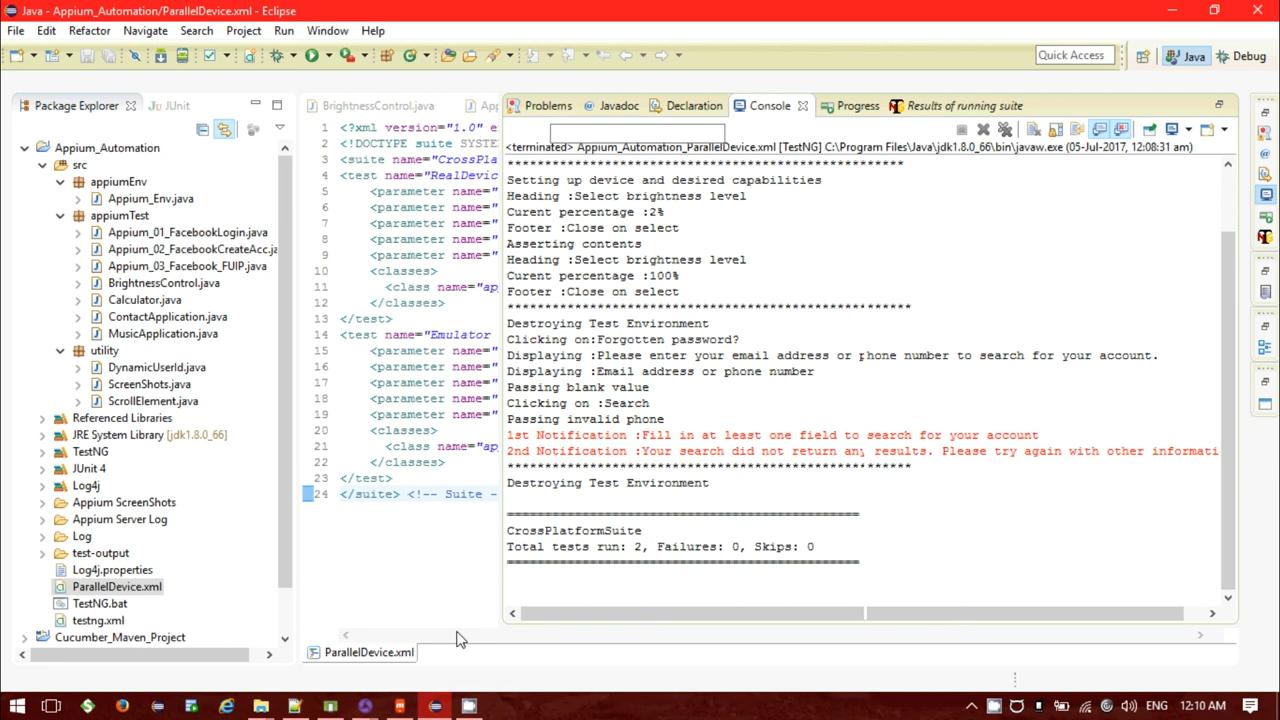 Java - Appium_Automation/ParallelDevice.xml - Eclipse
File Edit Refactor Navigate Search Project Run Window Help
Quick Access Java Debug
Package Explorer JUnit
Appium_Automation
src
appiumEnv
Appium_Env.java
appiumTest
Appium_01_FacebookLogin.java
Appium_02_FacebookCreateAcc.ja
Appium_03_Facebook_FUIP.java
BrightnessControl.java
Calculator.java
ContactApplication.java
MusicApplication.java
utility
DynamicUserId.java
ScreenShots.java
ScrollElement.java
Referenced Libraries
JRE System Library [jdk1.8.0_66]
TestNG
JUnit 4
Log4j
Appium ScreenShots
Appium Server Log
Log
test-output
Log4j.properties
ParallelDevice.xml
TestNG.bat
testng.xml
Cucumber_Maven_Project
BrightnessControl.java App
1 <?xml version="1.0" e
2 <!DOCTYPE suite SYSTE
3 <suite name="CrossPla
4 <test name="RealDevic
5 <parameter name="
6 <parameter name="
7 <parameter name="
8 <parameter name="
9 <parameter name="
10 <classes>
11 <class name="ap
12 </classes>
13 </test>
14 <test name="Emulator
15 <parameter name="
16 <parameter name="
17 <parameter name="
18 <parameter name="
19 <parameter name="
20 <classes>
21 <class name="ap
22 </classes>
23 </test>
24 </suite> <!-- Suite -
ParallelDevice.xml
Problems Javadoc Declaration Console Progress Results of running suite
<terminated> Appium_Automation_ParallelDevice.xml [TestNG] C:\Program Files\Java\jdk1.8.0_66\bin\javaw.exe (05-Jul-2017, 12:08:31 am)
*****************************************************
Setting up device and desired capabilities
Heading :Select brightness level
Curent percentage :2%
Footer :Close on select
Asserting contents
Heading :Select brightness level
Curent percentage :100%
Footer :Close on select
******************************************************
Destroying Test Environment
Clicking on:Forgotten password?
Displaying :Please enter your email address or phone number to search for your account.
Displaying :Email address or phone number
Passing blank value
Clicking on :Search
Passing invalid phone
1st Notification :Fill in at least one field to search for your account
2nd Notification :Your search did not return any results. Please try again with other informati
******************************************************
Destroying Test Environment
===============================================
CrossPlatformSuite
Total tests run: 2, Failures: 0, Skips: 0
===============================================
12:10 AM